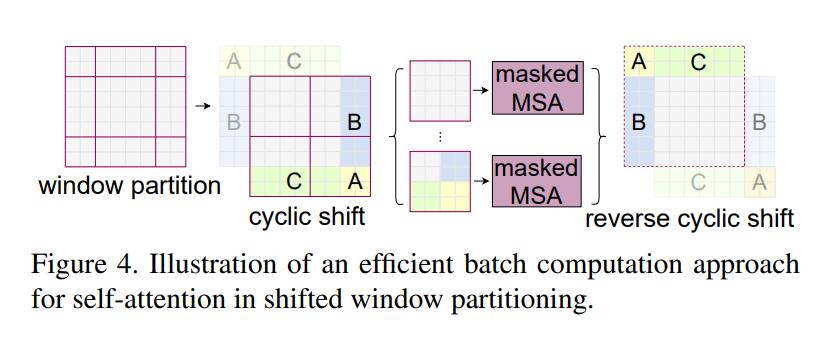 A C
B
B
C A
window partition
cyclic shift
masked
MSA
...
masked
MSA
A C
B B
C A
reverse cyclic shift
Figure 4. Illustration of an efficient batch computation approach
for self-attention in shifted window partitioning.